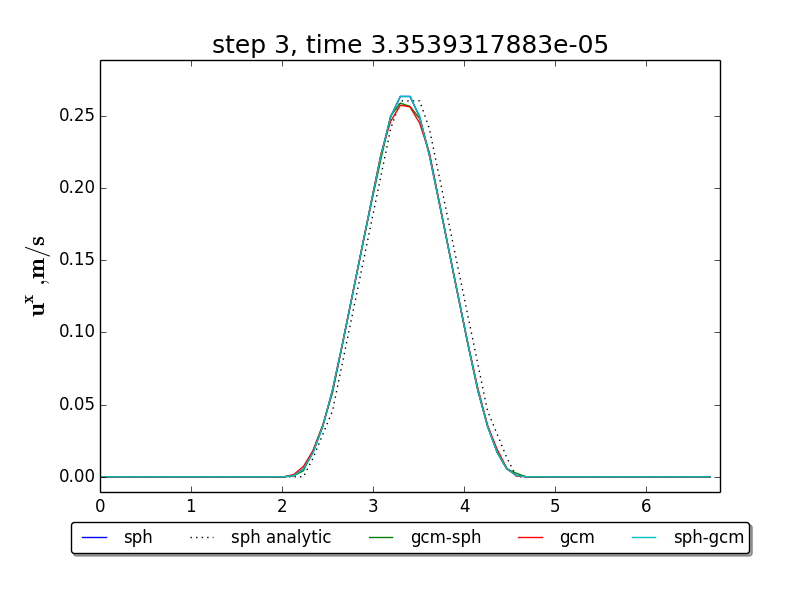 step 3, time 3.3539317883e-05
u^x ,m/s
0.25
0.20
0.15
0.10
0.05
0.00
0 1 2 3 4 5 6
sph sph analytic gcm-sph gcm sph-gcm